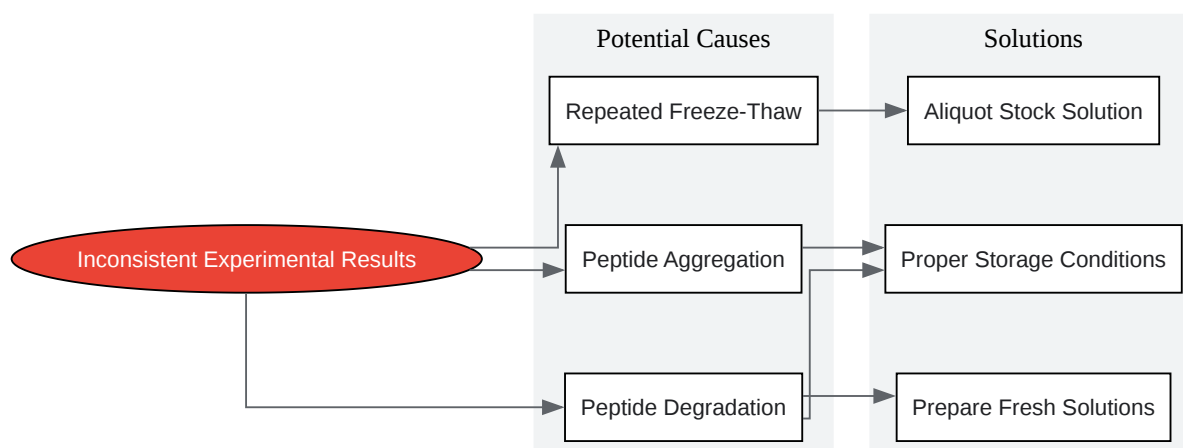 Potential Causes
Solutions
Repeated Freeze-Thaw
Aliquot Stock Solution
Inconsistent Experimental Results
Peptide Aggregation
Proper Storage Conditions
Peptide Degradation
Prepare Fresh Solutions